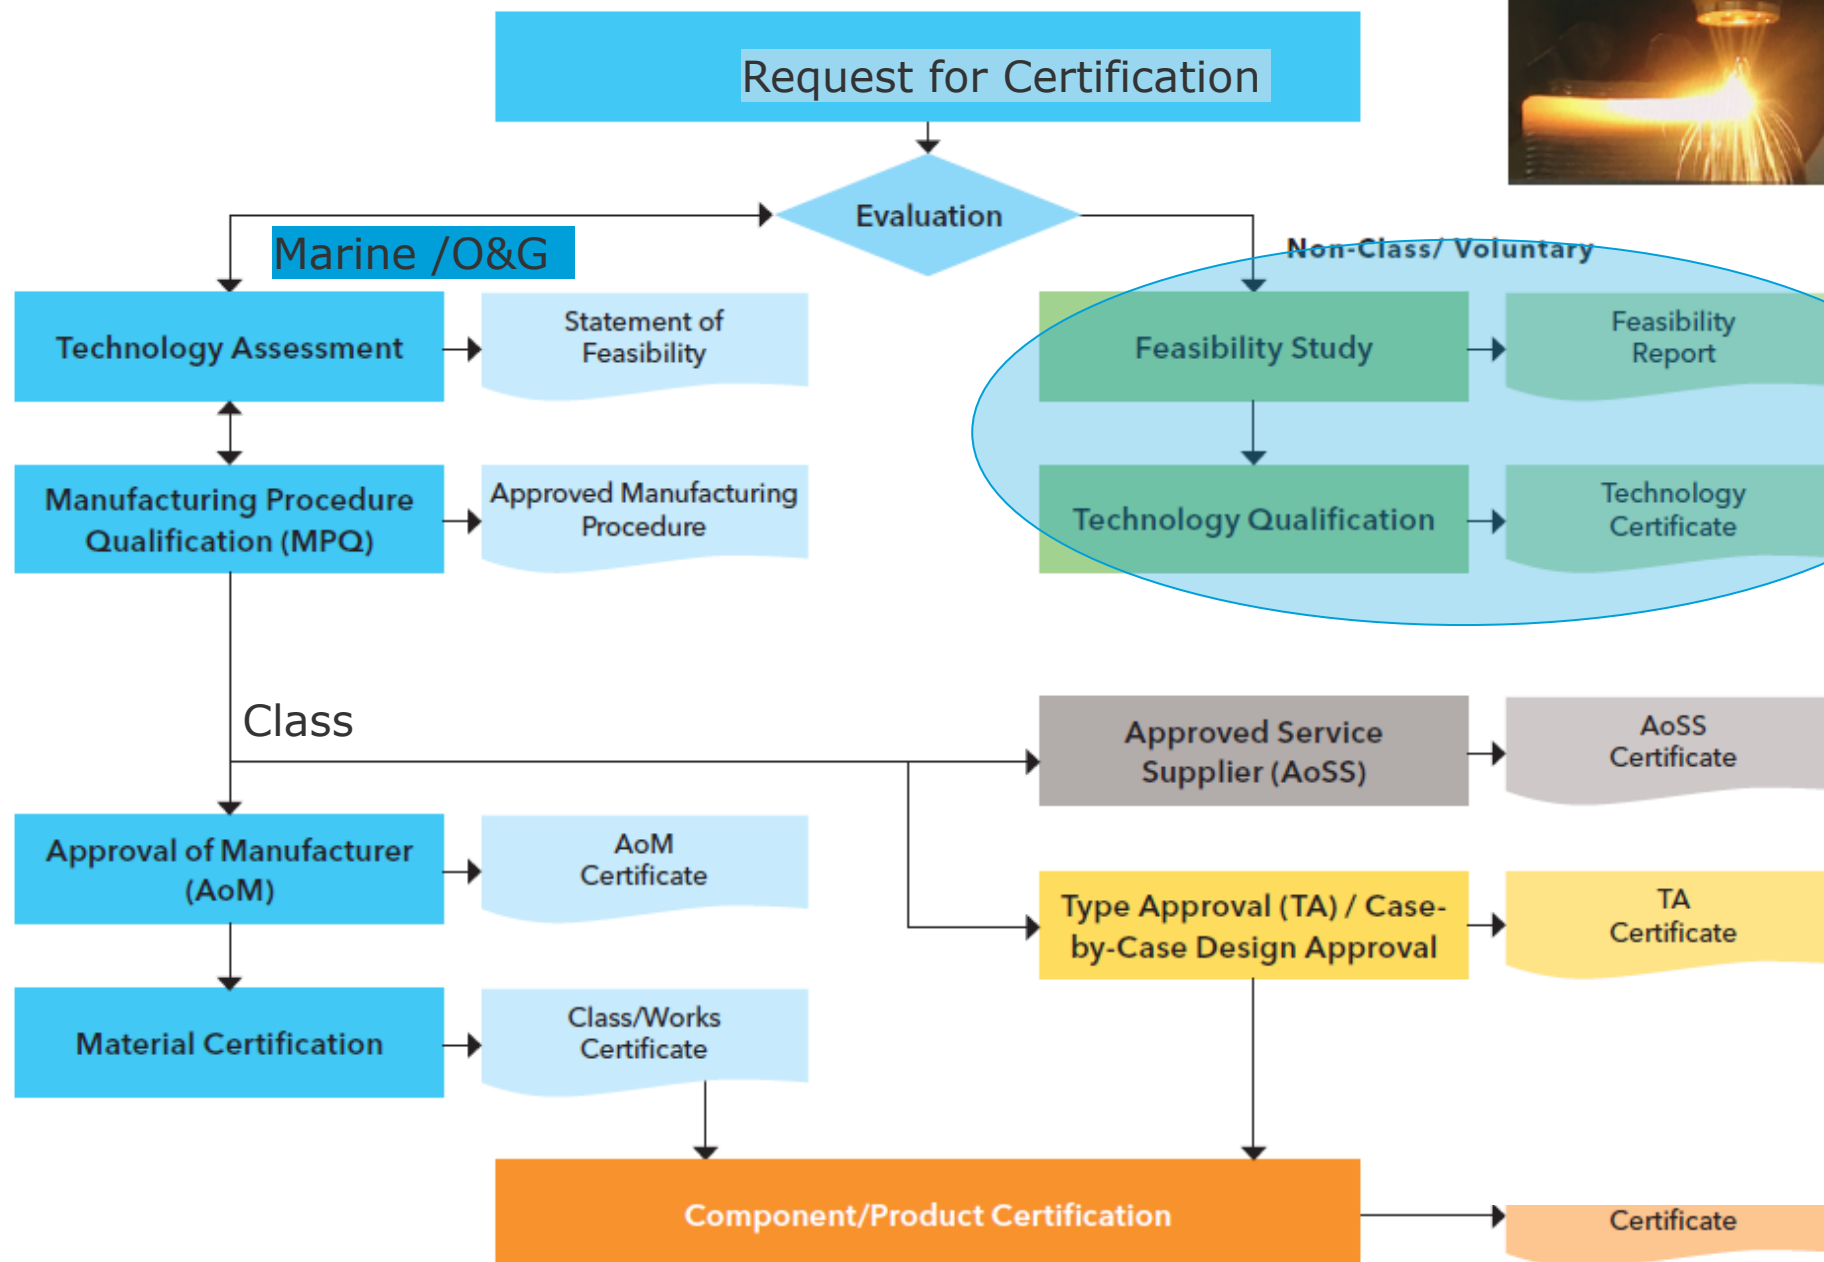 Request for Certification
Evaluation
Marine /O&G
Non-Class/ Voluntary
Technology Assessment
Statement of
Feasibility
Feasibility Study
Feasibility
Report
Manufacturing Procedure
Qualification (MPQ)
Approved Manufacturing
Procedure
Technology Qualification
Technology
Certificate
Class
Approved Service
Supplier (AoSS)
AoSS
Certificate
Approval of Manufacturer
(AoM)
AoM
Certificate
Type Approval (TA) / Case-
by-Case Design Approval
TA
Certificate
Material Certification
Class/Works
Certificate
Component/Product Certification
Certificate